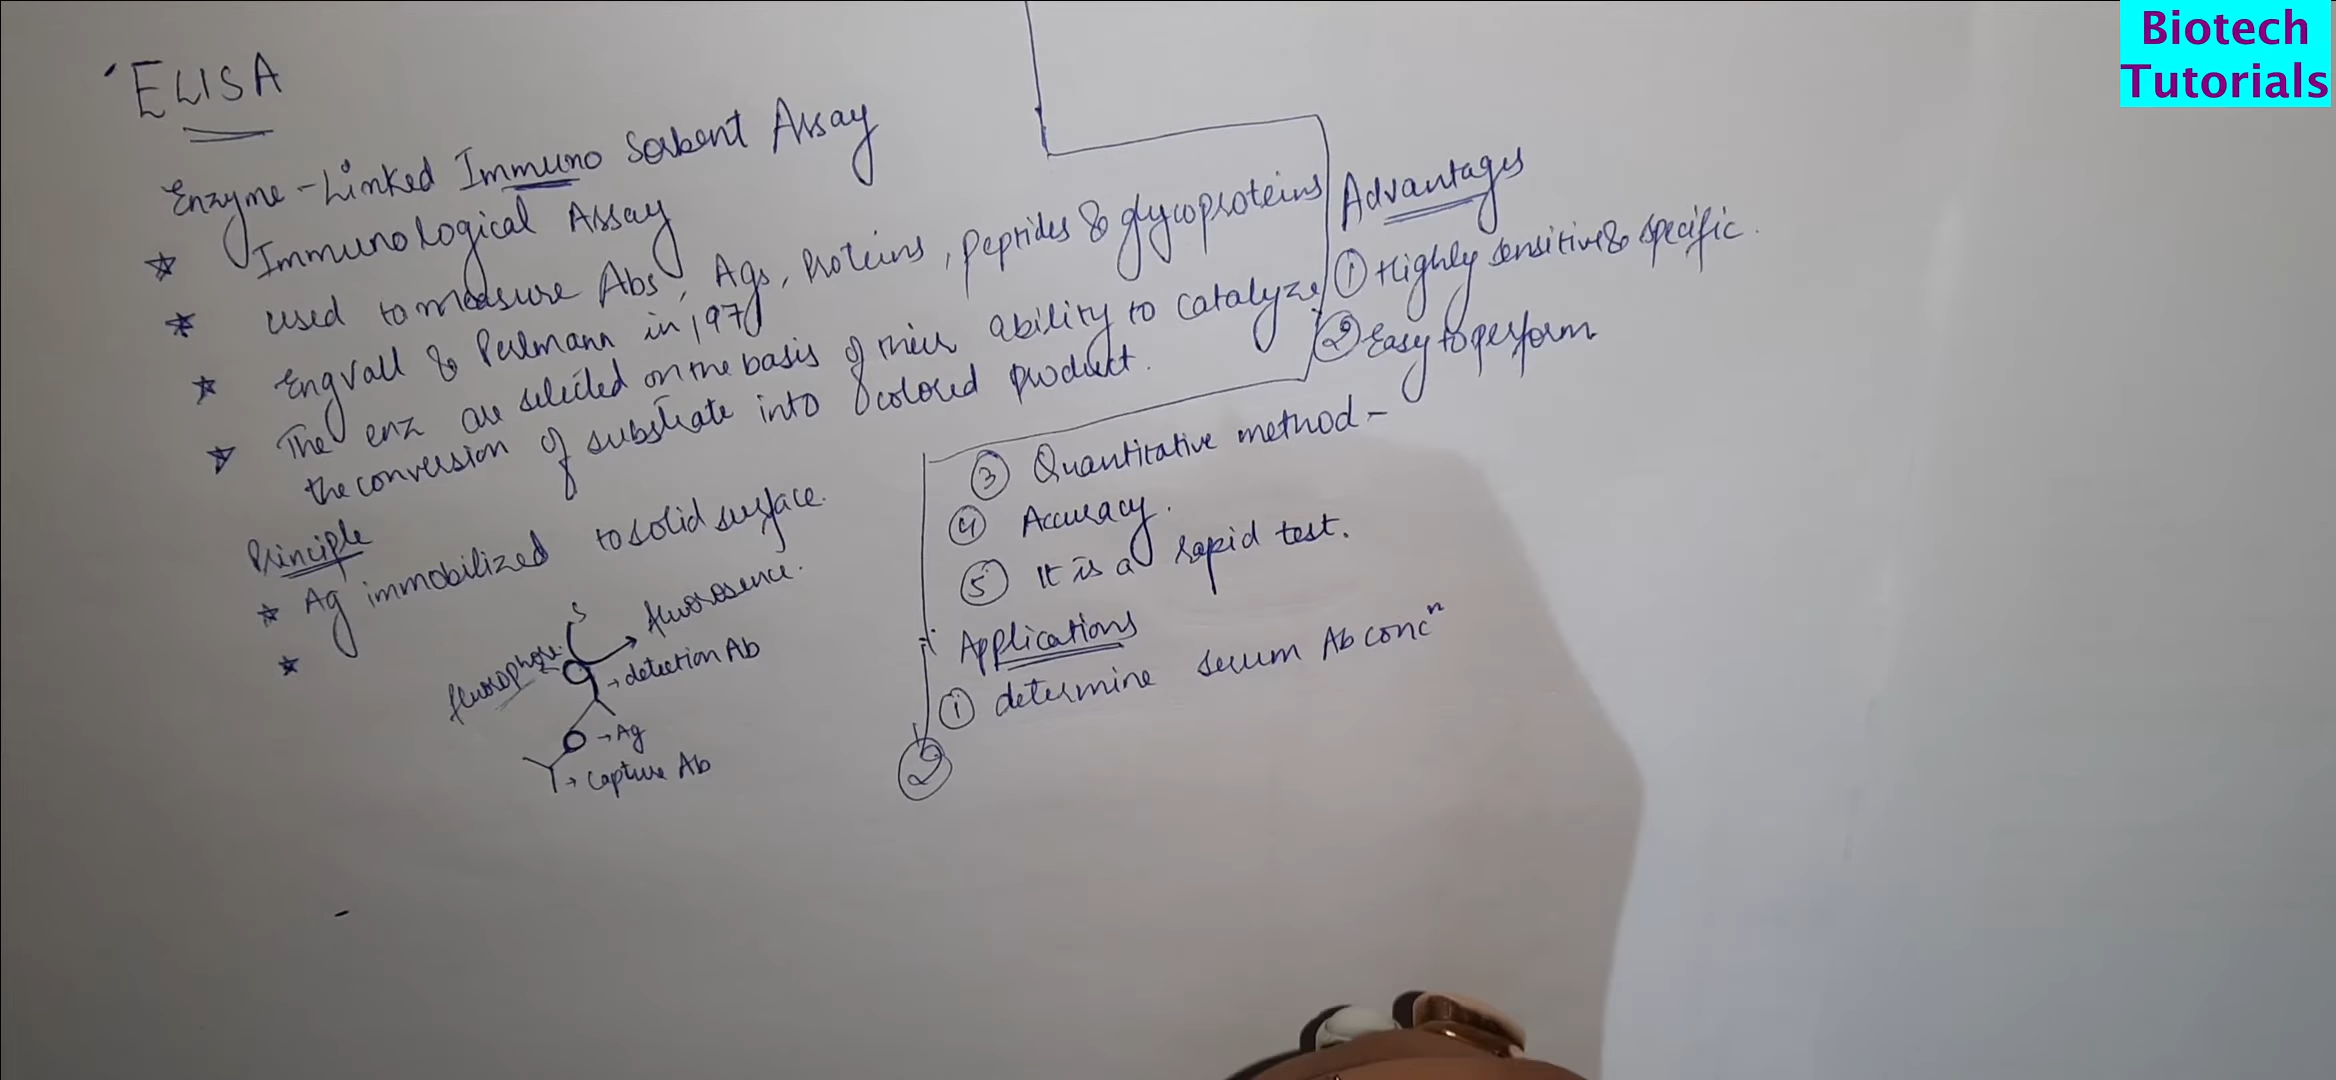 ELISA
Enzyme-Linked Immuno Sorbent Assay
☆ Immunological Assay
☆ used to measure Abs, Ags, Proteins, peptides & glycoproteins
☆ Engvall & Perlmann in 1971
☆ The enz are selected on the basis of their ability to catalyze
the conversion of substrate into colored product.
Principle
☆ Ag immobilized to solid surface.
☆
S
fluorophore
fluoresence.
→ detection Ab
→ Ag
→ capture Ab
Advantages
① Highly sensitive & specific.
② Easy to perform
③ Quantitative method -
④ Accuracy.
⑤ It is a rapid test.
Applications
① determine serum Ab concⁿ
②
Biotech
Tutorials